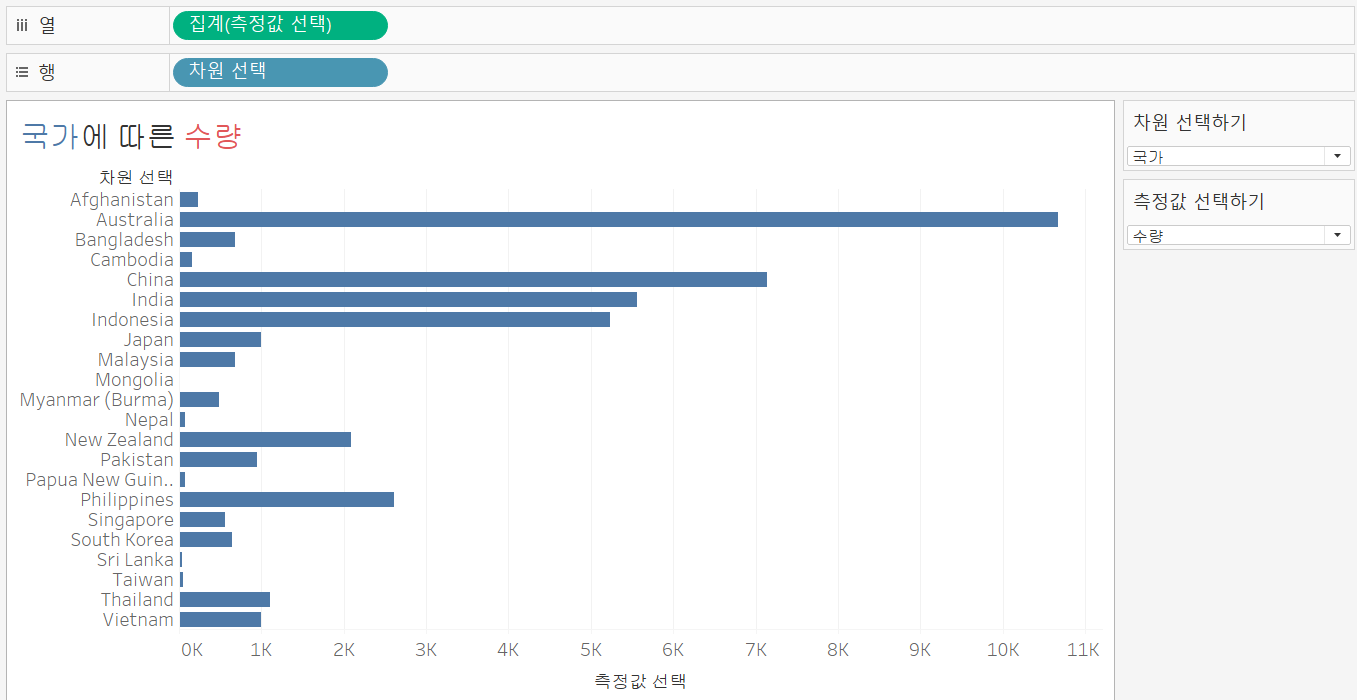 열
집계(측정값 선택)
행
차원 선택
국가에 따른 수량
차원 선택
Afghanistan
Australia
Bangladesh
Cambodia
China
India
Indonesia
Japan
Malaysia
Mongolia
Myanmar (Burma)
Nepal
New Zealand
Pakistan
Papua New Guin..
Philippines
Singapore
South Korea
Sri Lanka
Taiwan
Thailand
Vietnam
0K 1K 2K 3K 4K 5K 6K 7K 8K 9K 10K 11K
측정값 선택
차원 선택하기
국가
측정값 선택하기
수량